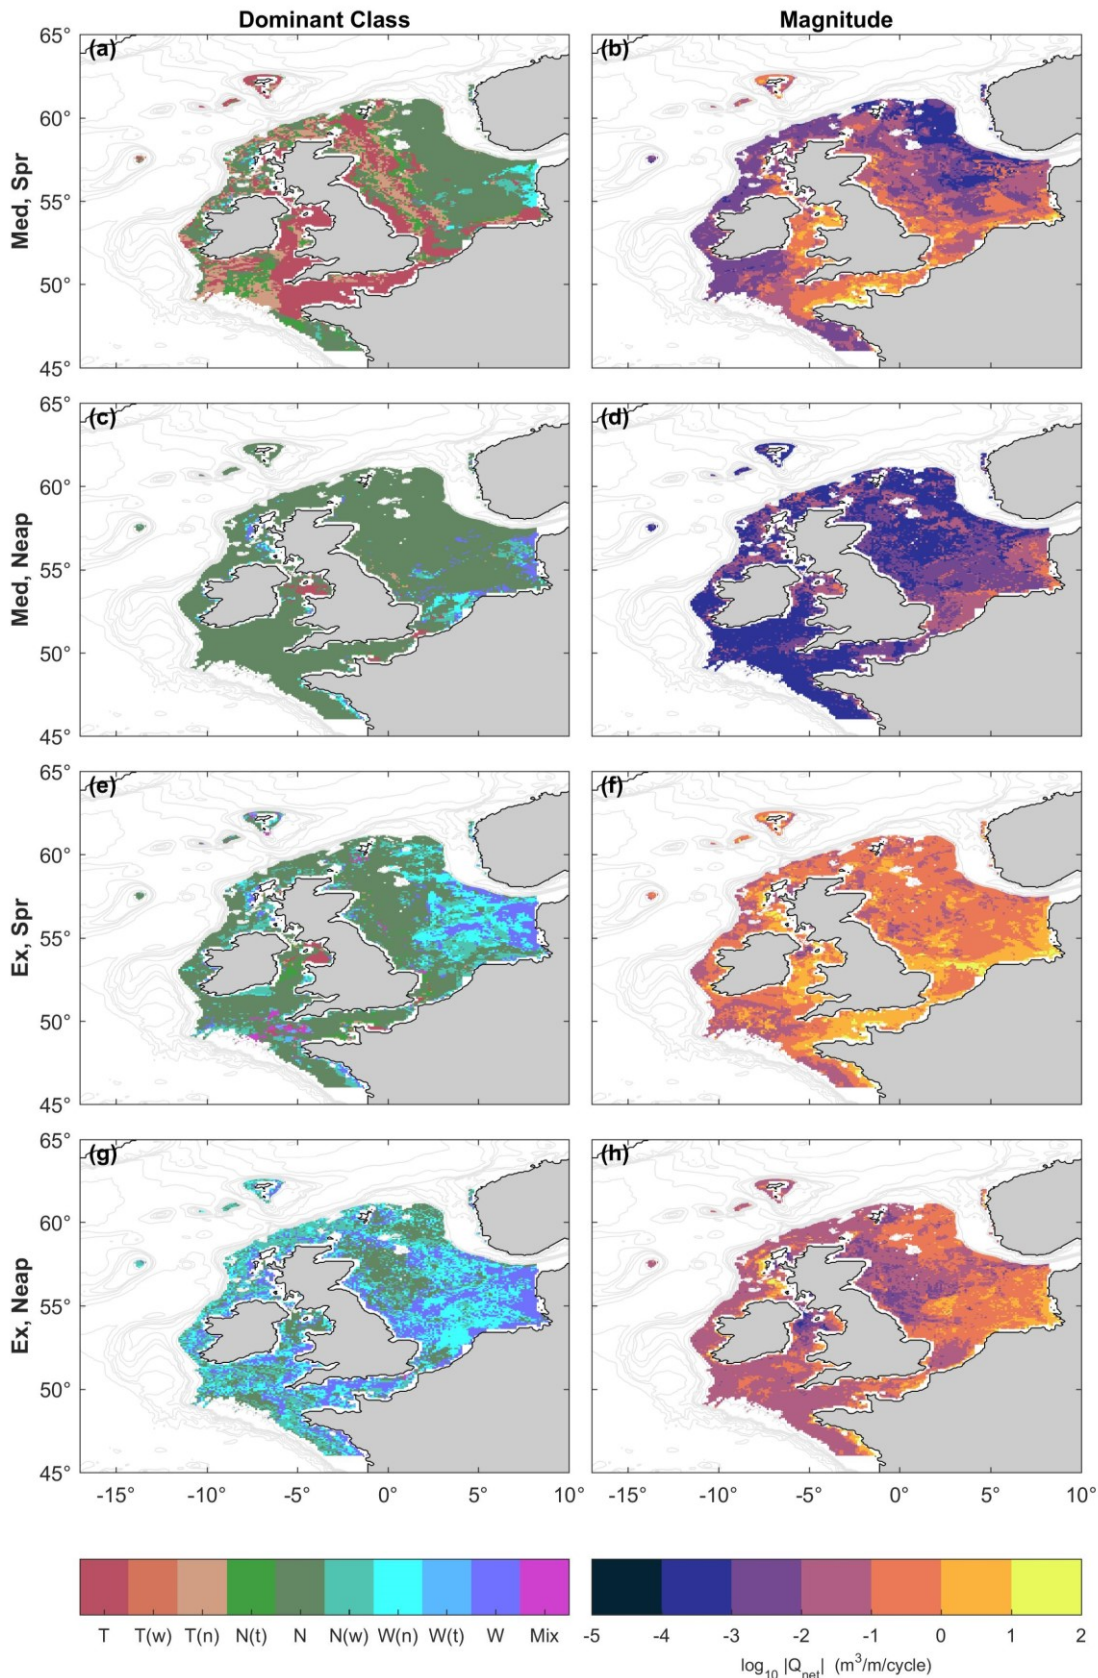 Dominant Class Magnitude
(a) (b)
Med, Spr
65°
60°
55°
50°
45°
(c) (d)
Med, Neap
65°
60°
55°
50°
45°
(e) (f)
Ex, Spr
65°
60°
55°
50°
45°
(g) (h)
Ex, Neap
65°
60°
55°
50°
45°
-15° -10° -5° 0° 5° 10° -15° -10° -5° 0° 5° 10°
T T(w) T(n) N(t) N N(w) W(n) W(t) W Mix
-5 -4 -3 -2 -1 0 1 2
log₁₀ |Q_net| (m³/m/cycle)